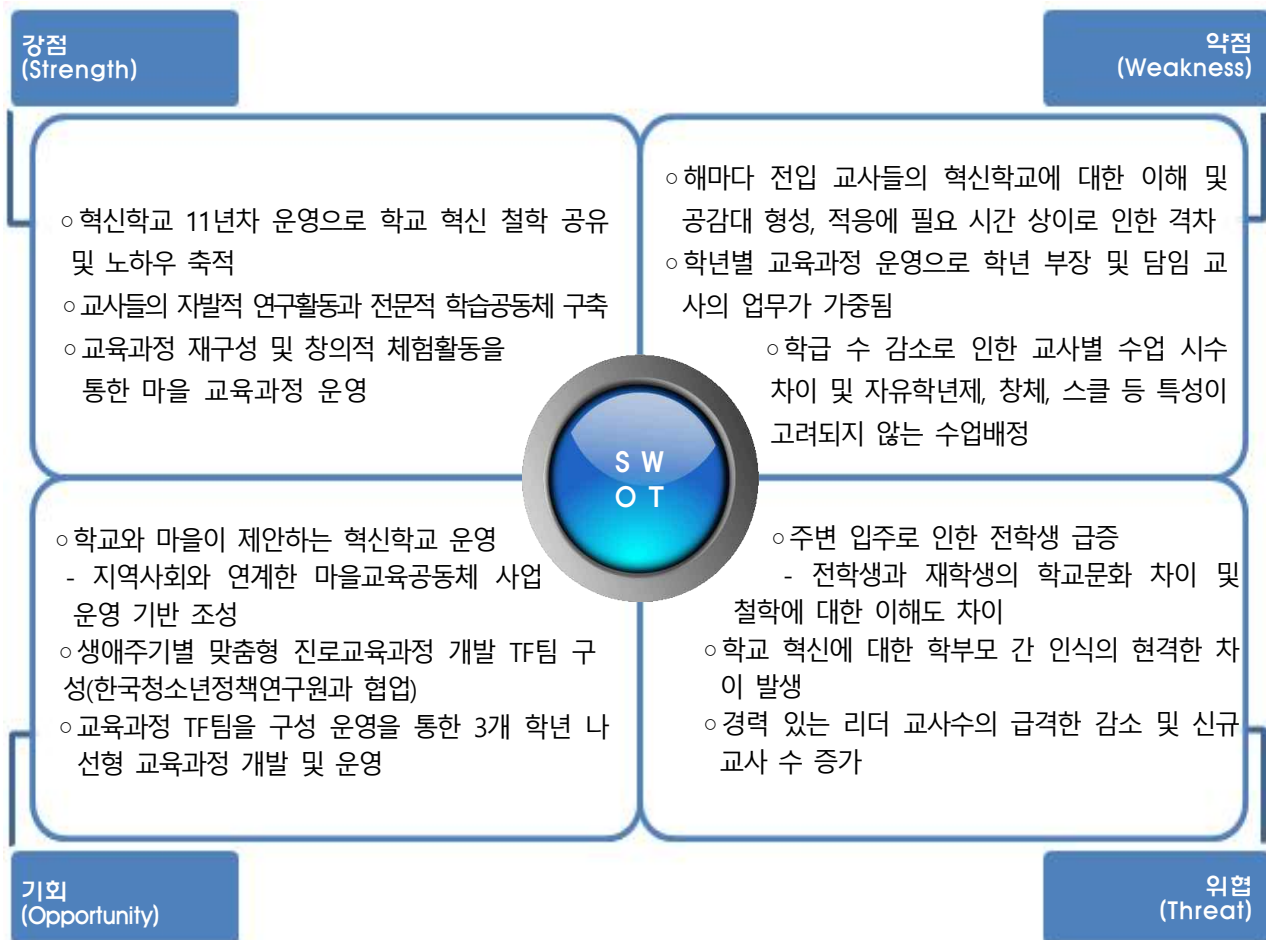 강점
(Strength)
약점
(Weakness)
○혁신학교 11년차 운영으로 학교 혁신 철학 공유
및 노하우 축적
○교사들의 자발적 연구활동과 전문적 학습공동체 구축
○교육과정 재구성 및 창의적 체험활동을
통한 마을 교육과정 운영
○해마다 전입 교사들의 혁신학교에 대한 이해 및
공감대 형성, 적응에 필요 시간 상이로 인한 격차
○학년별 교육과정 운영으로 학년 부장 및 담임 교
사의 업무가 가중됨
○학급 수 감소로 인한 교사별 수업 시수
차이 및 자유학년제, 창체, 스클 등 특성이
고려되지 않는 수업배정
S W
O T
○학교와 마을이 제안하는 혁신학교 운영
- 지역사회와 연계한 마을교육공동체 사업
운영 기반 조성
○생애주기별 맞춤형 진로교육과정 개발 TF팀 구
성(한국청소년정책연구원과 협업)
○교육과정 TF팀을 구성 운영을 통한 3개 학년 나
선형 교육과정 개발 및 운영
○주변 입주로 인한 전학생 급증
- 전학생과 재학생의 학교문화 차이 및
철학에 대한 이해도 차이
○학교 혁신에 대한 학부모 간 인식의 현격한 차
이 발생
○경력 있는 리더 교사수의 급격한 감소 및 신규
교사 수 증가
기회
(Opportunity)
위협
(Threat)